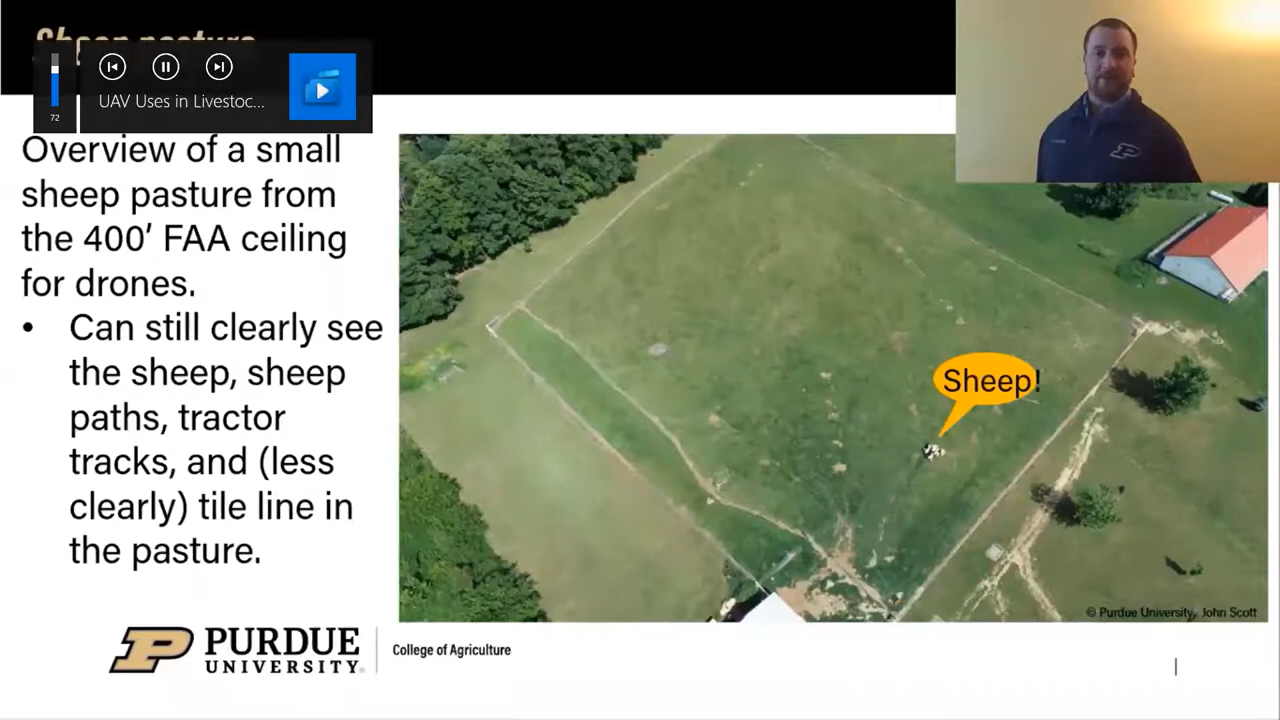 Sheep pasture
72
UAV Uses in Livestoc...
Overview of a small
sheep pasture from
the 400’ FAA ceiling
for drones.
• Can still clearly see
the sheep, sheep
paths, tractor
tracks, and (less
clearly) tile line in
the pasture.
Sheep!
© Purdue University, John Scott
P
PURDUE
UNIVERSITY®
College of Agriculture
P